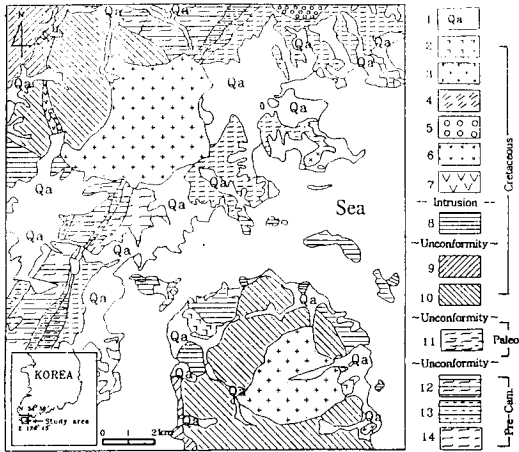 N
Qa
Qa
Qa
Qa
Qa
Qa
Qa
Qa
Qa
Qa
Qa
Sea
Qa
Qa
Qa
Qa
Qa
Qa
Qa
KOREA
Study area
0 1 2km
1 Qa
2
3
4
5
6
7
-- Intrusion --
8
~Unconformity~
9
10
~Unconformity~
11
~Unconformity~
12
13
14
Cretaceous
Paleo
Pre-Cam.